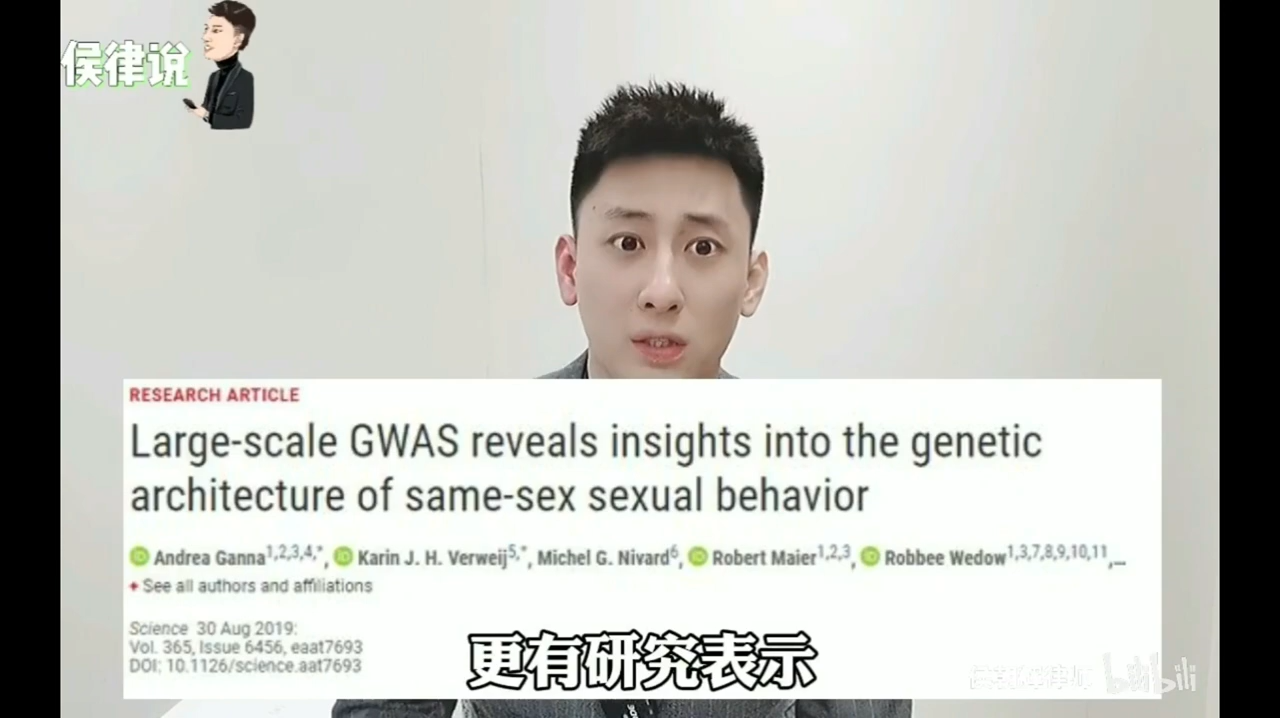 侯律说
RESEARCH ARTICLE
Large-scale GWAS reveals insights into the genetic
architecture of same-sex sexual behavior
Andrea Ganna1,2,3,4,*, Karin J. H. Verweij5,*, Michel G. Nivard6, Robert Maier1,2,3, Robbee Wedow1,3,7,8,9,10,11,...
+ See all authors and affiliations
Science 30 Aug 2019:
Vol. 365, Issue 6456, eaat7693
DOI: 10.1126/science.aat7693
更有研究表示
bilibili